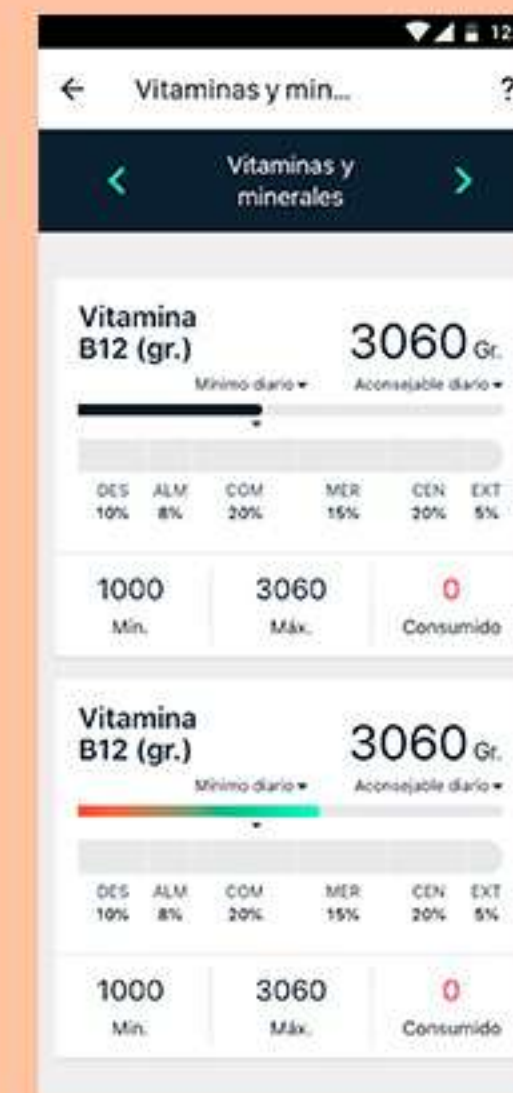 12
Vitaminas y min...
?
Vitaminas y
minerales
Vitamina
B12 (gr.)
3060 Gr.
Mínimo diario
Aconsejable diario
DES ALM COM MER CEN EXT
10% 8% 20% 15% 20% 5%
1000 3060 0
Mín. Máx. Consumido
Vitamina
B12 (gr.)
3060 Gr.
Mínimo diario
Aconsejable diario
DES ALM COM MER CEN EXT
10% 8% 20% 15% 20% 5%
1000 3060 0
Mín. Máx. Consumido